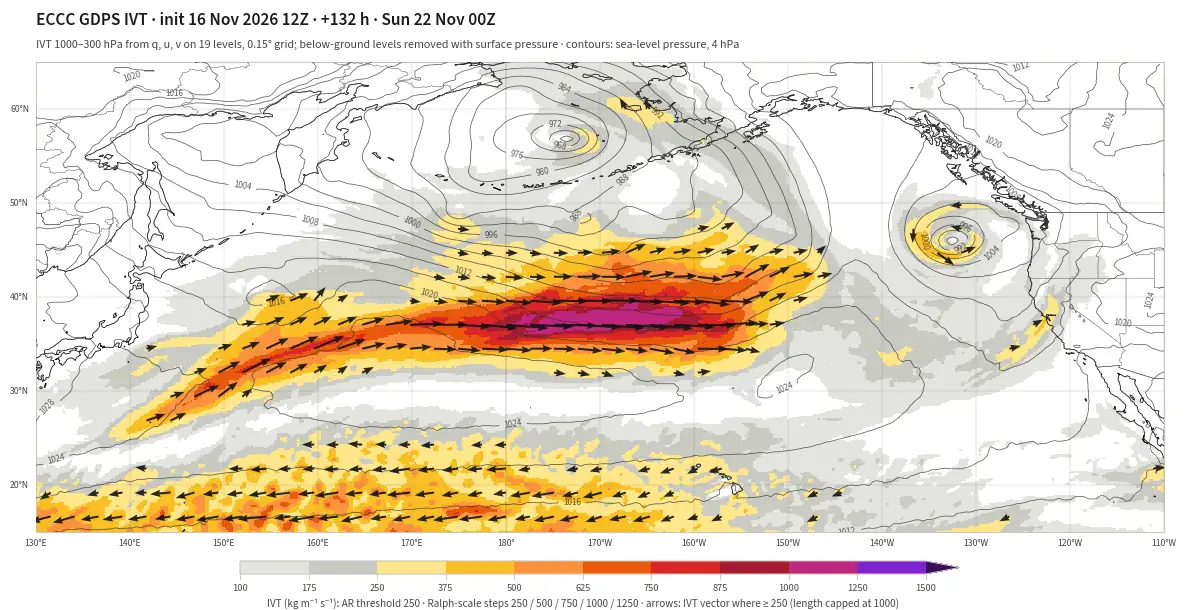 ECCC GDPS IVT · init 16 Nov 2026 12Z · +132 h · Sun 22 Nov 00Z
IVT 1000–300 hPa from q, u, v on 19 levels, 0.15° grid; below-ground levels removed with surface pressure · contours: sea-level pressure, 4 hPa
1020
1016
984
1012
60°N
992
1024
972
968
976
980
988
1020
1004
50°N
1008
1000
988
996
996
1000
992
1004
1012
1020
1016
40°N
1024
1020
30°N
1024
1028
1024
1024
20°N
1016
1012
130°E
140°E
150°E
160°E
170°E
180°
170°W
160°W
150°W
140°W
130°W
120°W
110°W
100
175
250
375
500
625
750
875
1000
1250
1500
IVT (kg m⁻¹ s⁻¹): AR threshold 250 · Ralph-scale steps 250 / 500 / 750 / 1000 / 1250 · arrows: IVT vector where ≥ 250 (length capped at 1000)